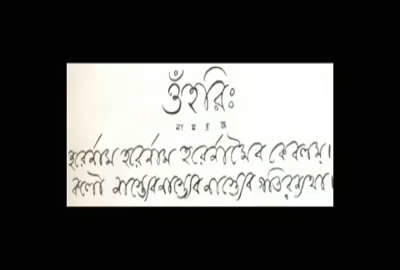 ওঁহরিঃ
হরের্নাম হরের্নাম হরের্নামৈব কেবলম্।
কলৌ নাস্ত্যেব নাস্ত্যেব নাস্ত্যেব গতিরন্যথা।